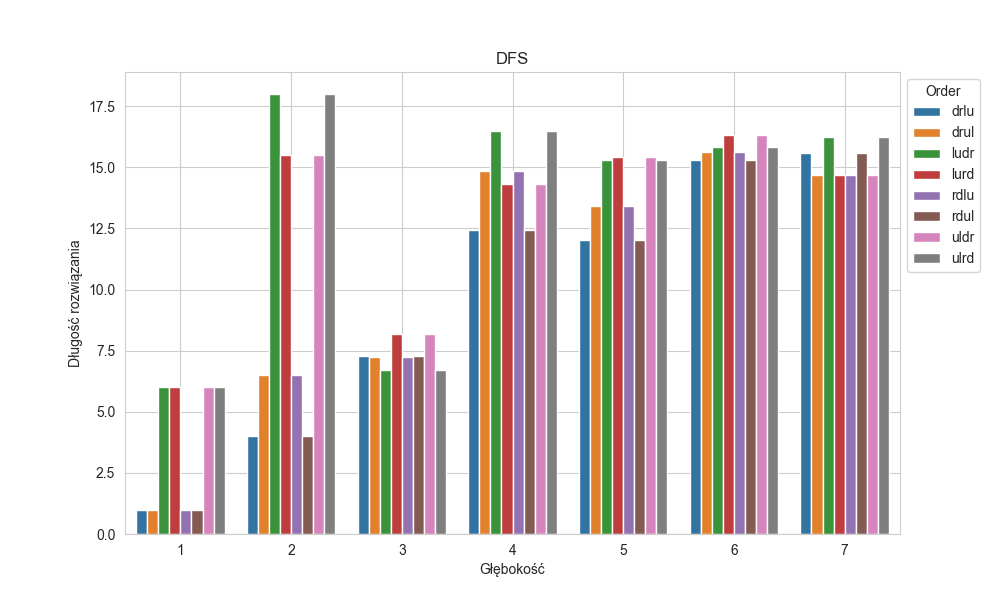 DFS
Długość rozwiązania
17.5
15.0
12.5
10.0
7.5
5.0
2.5
0.0
1 2 3 4 5 6 7
Głębokość
Order
drlu
drul
ludr
lurd
rdlu
rdul
uldr
ulrd